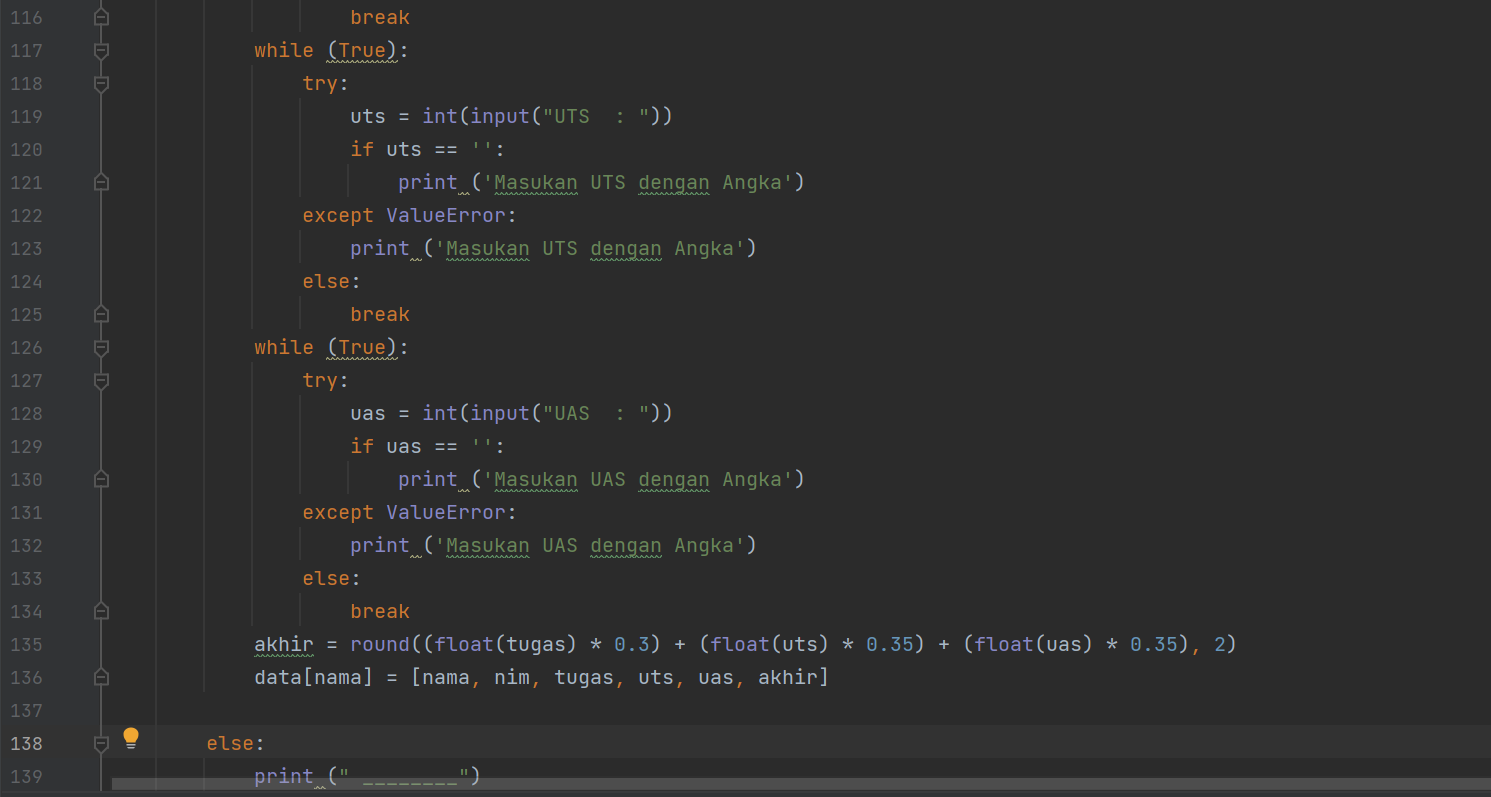 116 break
117 while (True):
118 try:
119 uts = int(input("UTS  : "))
120 if uts == '':
121 print ('Masukan UTS dengan Angka')
122 except ValueError:
123 print ('Masukan UTS dengan Angka')
124 else:
125 break
126 while (True):
127 try:
128 uas = int(input("UAS  : "))
129 if uas == '':
130 print ('Masukan UAS dengan Angka')
131 except ValueError:
132 print ('Masukan UAS dengan Angka')
133 else:
134 break
135 akhir = round((float(tugas) * 0.3) + (float(uts) * 0.35) + (float(uas) * 0.35), 2)
136 data[nama] = [nama, nim, tugas, uts, uas, akhir]
137
138 else:
139 print (" ________")